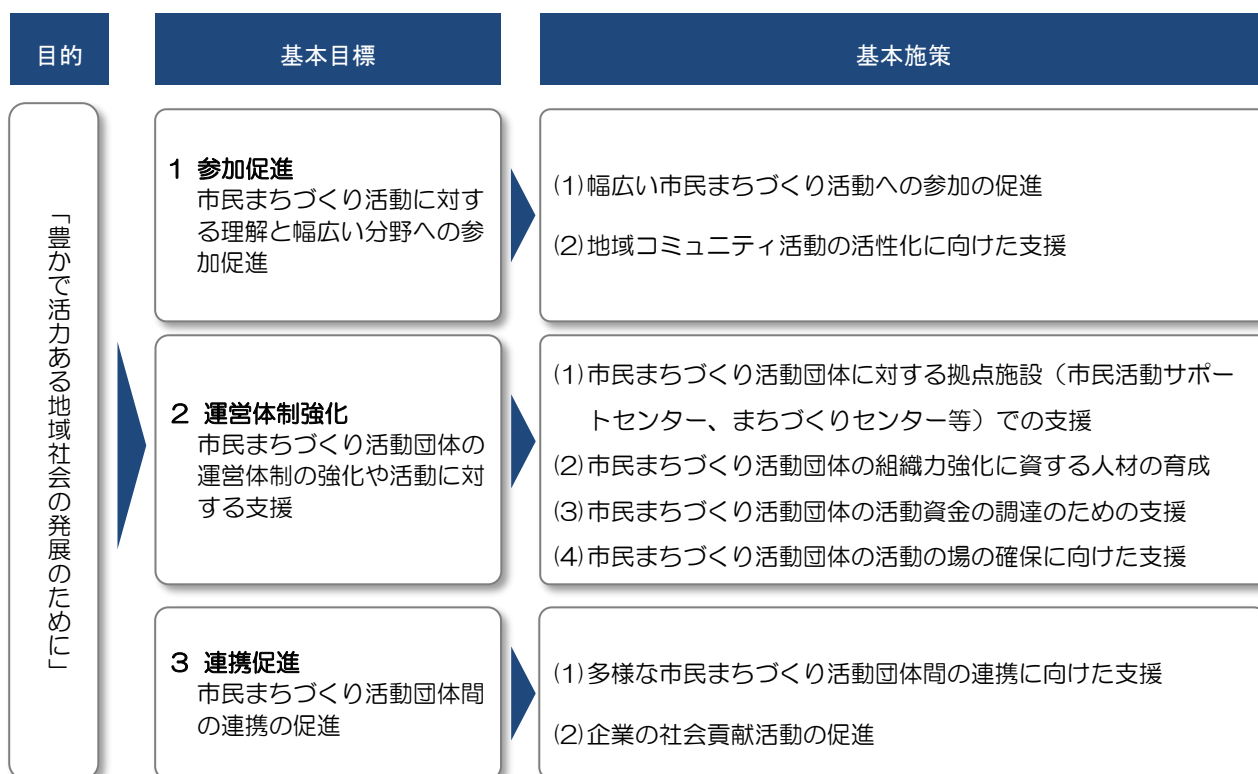 目的
基本目標
基本施策
「豊かで活力ある地域社会の発展のために」
1 参加促進
市民まちづくり活動に対す
る理解と幅広い分野への参
加促進
(1)幅広い市民まちづくり活動への参加の促進
(2)地域コミュニティ活動の活性化に向けた支援
2 運営体制強化
市民まちづくり活動団体の
運営体制の強化や活動に対
する支援
(1)市民まちづくり活動団体に対する拠点施設（市民活動サポー
トセンター、まちづくりセンター等）での支援
(2)市民まちづくり活動団体の組織力強化に資する人材の育成
(3)市民まちづくり活動団体の活動資金の調達のための支援
(4)市民まちづくり活動団体の活動の場の確保に向けた支援
3 連携促進
市民まちづくり活動団体間
の連携の促進
(1)多様な市民まちづくり活動団体間の連携に向けた支援
(2)企業の社会貢献活動の促進